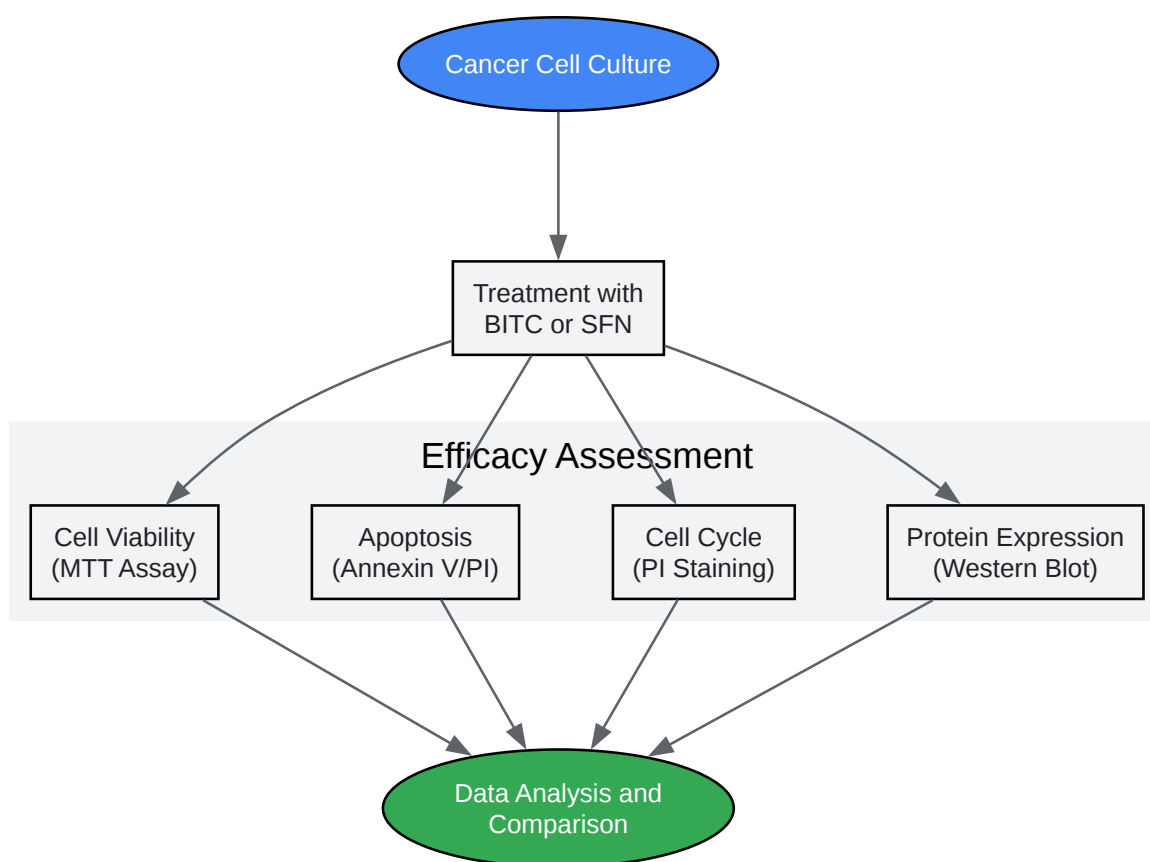 Cancer Cell Culture
Treatment with
BITC or SFN
Efficacy Assessment
Cell Viability
(MTT Assay)
Apoptosis
(Annexin V/PI)
Cell Cycle
(PI Staining)
Protein Expression
(Western Blot)
Data Analysis and
Comparison